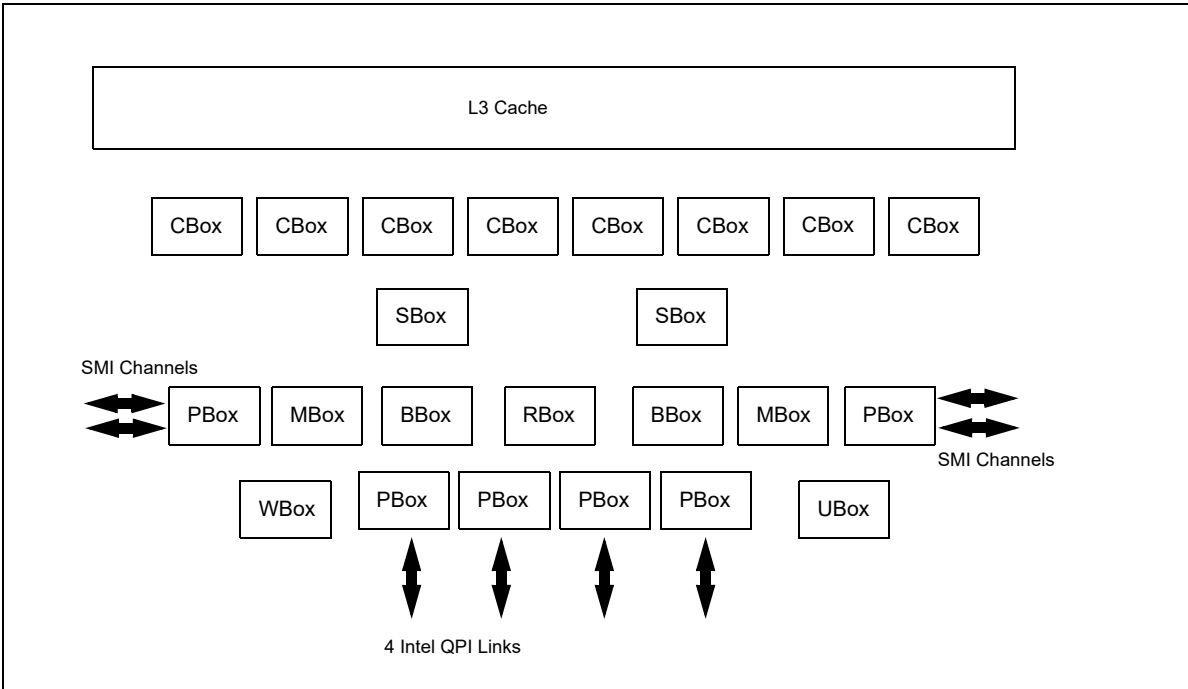 L3 Cache
CBox CBox CBox CBox CBox CBox CBox CBox
SBox SBox
SMI Channels
PBox MBox BBox RBox BBox MBox PBox
SMI Channels
WBox PBox PBox PBox PBox UBox
4 Intel QPI Links